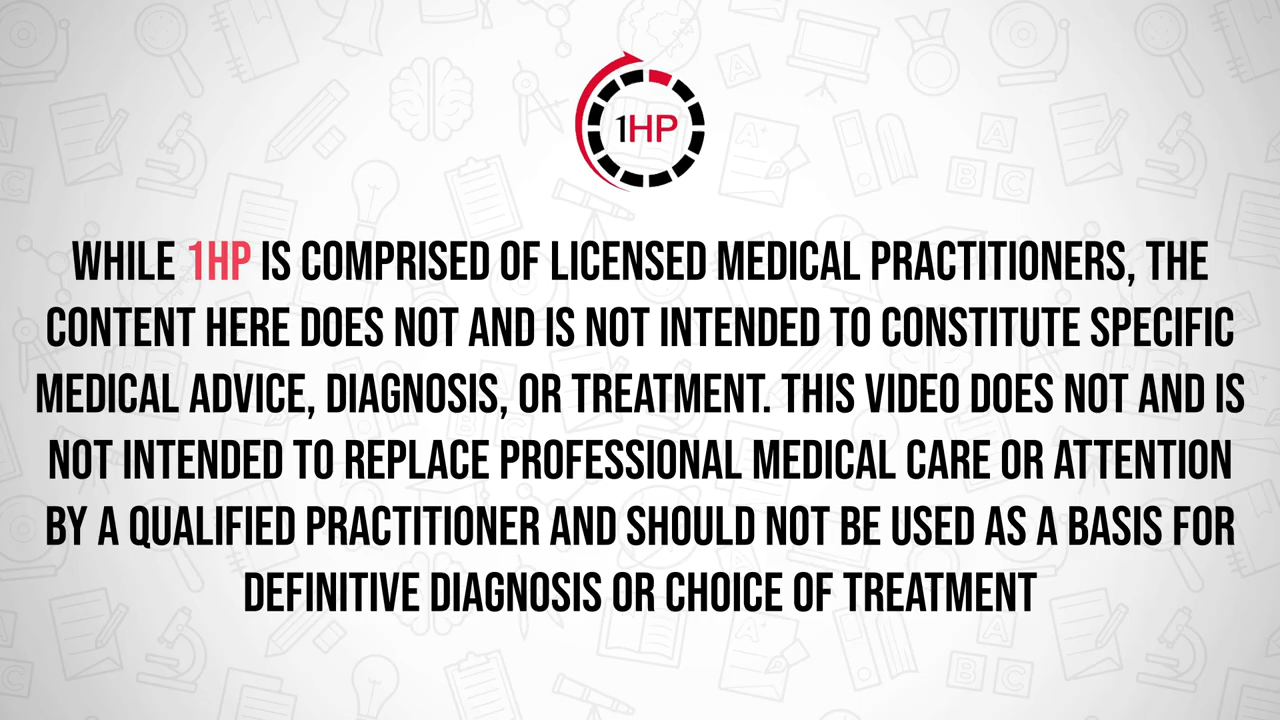 1HP
WHILE 1HP IS COMPRISED OF LICENSED MEDICAL PRACTITIONERS, THE
CONTENT HERE DOES NOT AND IS NOT INTENDED TO CONSTITUTE SPECIFIC
MEDICAL ADVICE, DIAGNOSIS, OR TREATMENT. THIS VIDEO DOES NOT AND IS
NOT INTENDED TO REPLACE PROFESSIONAL MEDICAL CARE OR ATTENTION
BY A QUALIFIED PRACTITIONER AND SHOULD NOT BE USED AS A BASIS FOR
DEFINITIVE DIAGNOSIS OR CHOICE OF TREATMENT